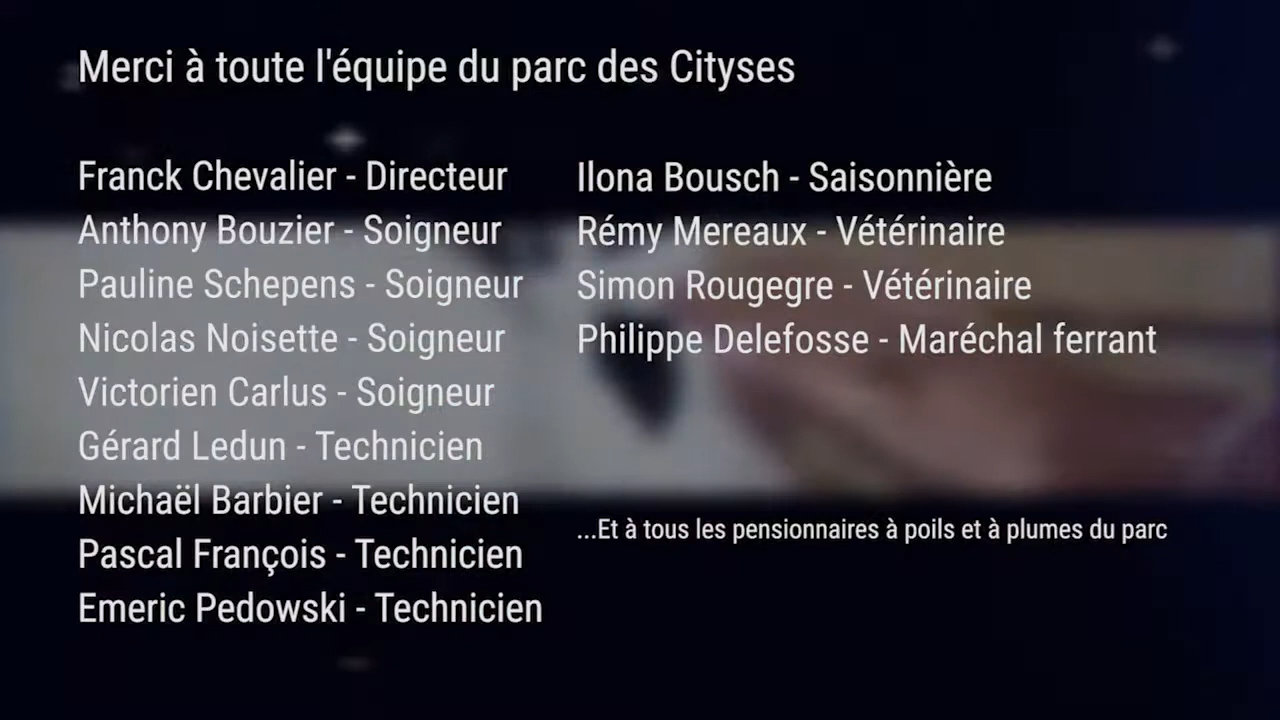 Merci à toute l'équipe du parc des Cityses
Franck Chevalier - Directeur
Anthony Bouzier - Soigneur
Pauline Schepens - Soigneur
Nicolas Noisette - Soigneur
Victorien Carlus - Soigneur
Gérard Ledun - Technicien
Michaël Barbier - Technicien
Pascal François - Technicien
Emeric Pedowski - Technicien
Ilona Bousch - Saisonnière
Rémy Mereaux - Vétérinaire
Simon Rougegre - Vétérinaire
Philippe Delefosse - Maréchal ferrant
...Et à tous les pensionnaires à poils et à plumes du parc